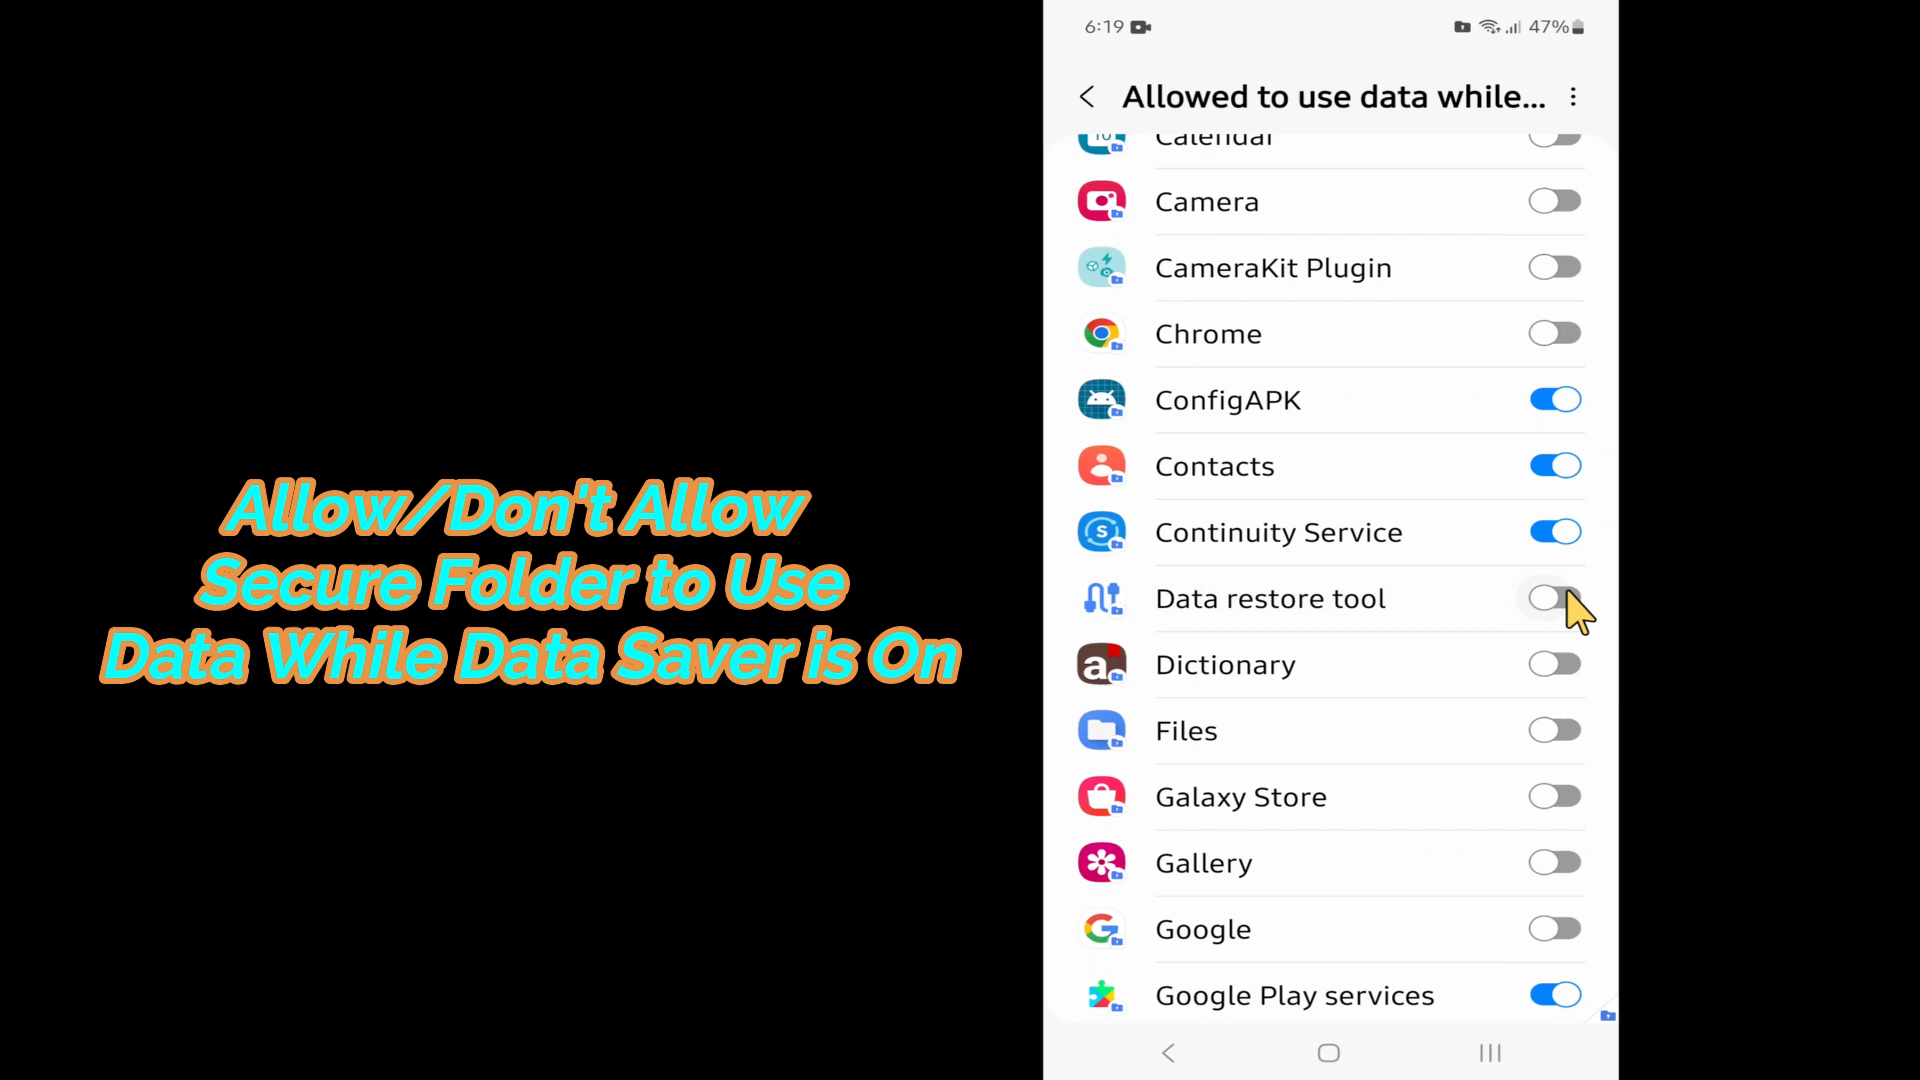 Allow/Don't Allow
Secure Folder to Use
Data While Data Saver is On
6:19
47%
Allowed to use data while...
Calendar
Camera
CameraKit Plugin
Chrome
ConfigAPK
Contacts
Continuity Service
Data restore tool
Dictionary
Files
Galaxy Store
Gallery
Google
Google Play services